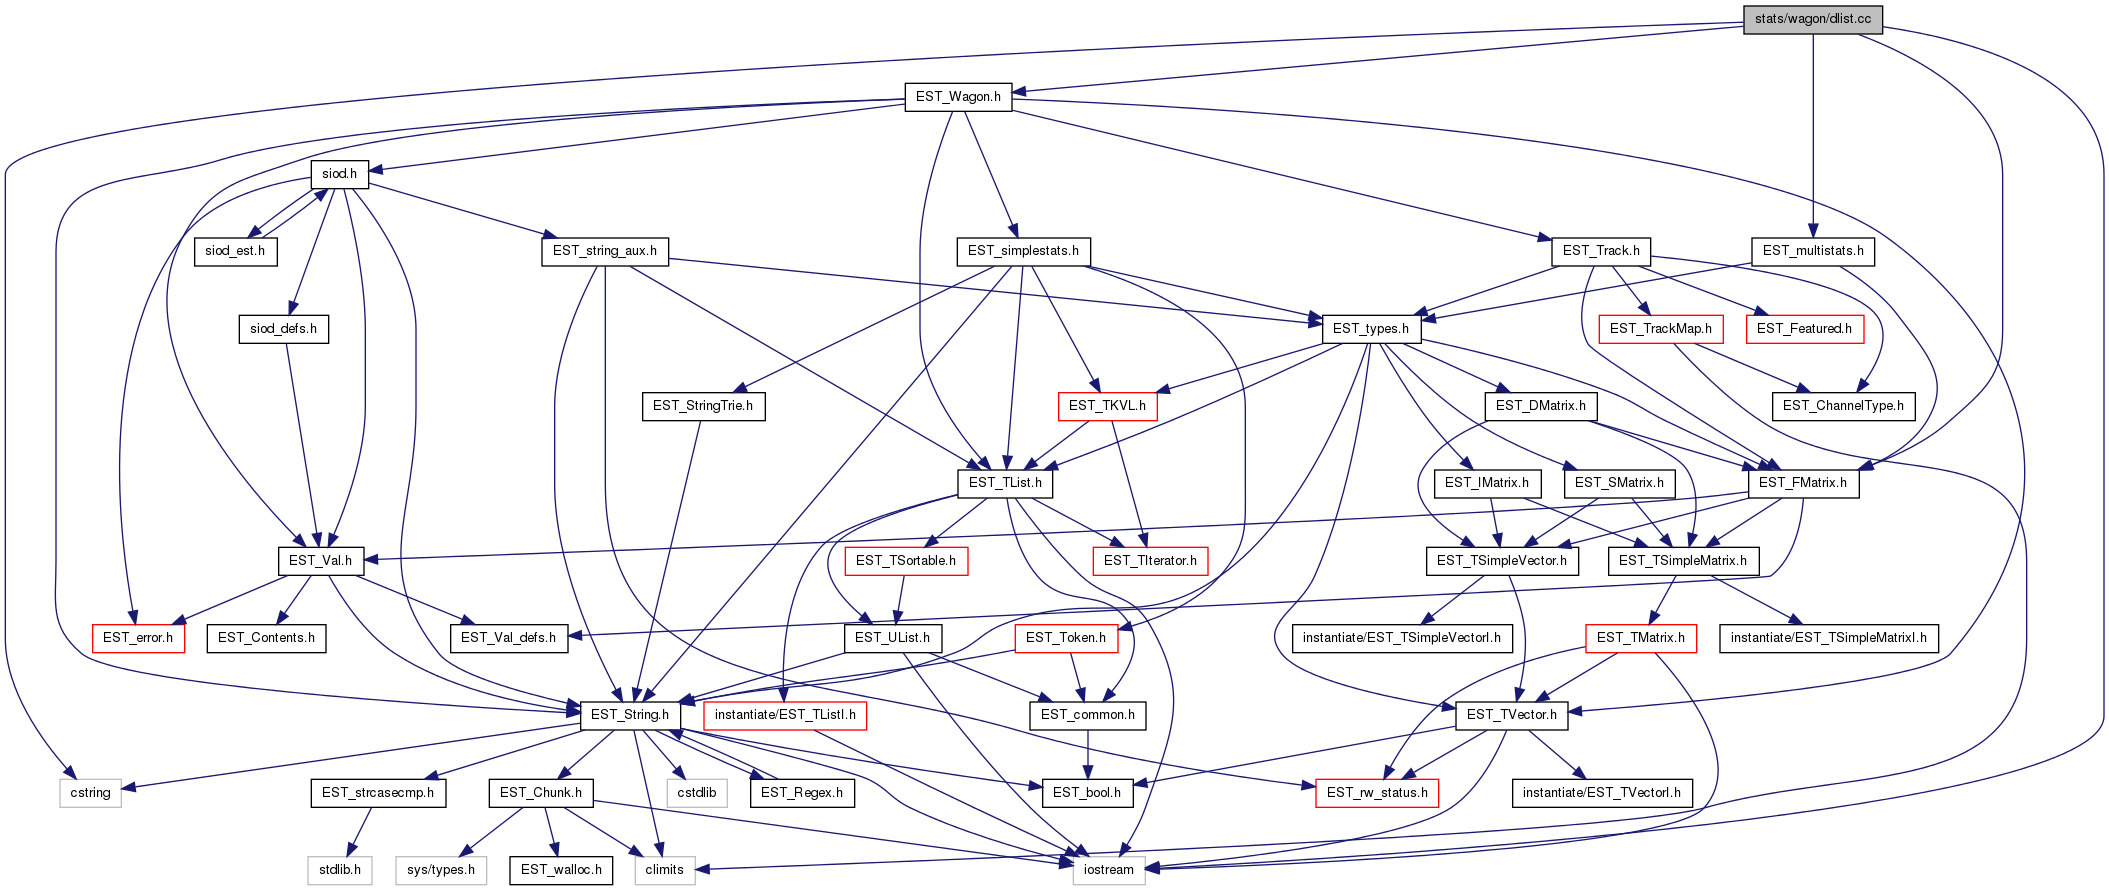 stats/wagon/dlist.cc
EST_Wagon.h
siod.h
siod_est.h
EST_string_aux.h
EST_simplestats.h
EST_Track.h
EST_multistats.h
siod_defs.h
EST_types.h
EST_TrackMap.h
EST_Featured.h
EST_StringTrie.h
EST_TKVL.h
EST_DMatrix.h
EST_ChannelType.h
EST_TList.h
EST_IMatrix.h
EST_SMatrix.h
EST_FMatrix.h
EST_Val.h
EST_TSortable.h
EST_TIterator.h
EST_TSimpleVector.h
EST_TSimpleMatrix.h
EST_error.h
EST_Contents.h
EST_Val_defs.h
EST_UList.h
EST_Token.h
instantiate/EST_TSimpleVectorI.h
EST_TMatrix.h
instantiate/EST_TSimpleMatrixI.h
EST_String.h
instantiate/EST_TListI.h
EST_common.h
EST_TVector.h
cstring
EST_strcasecmp.h
EST_Chunk.h
cstdlib
EST_Regex.h
EST_bool.h
EST_rw_status.h
instantiate/EST_TVectorI.h
stdlib.h
sys/types.h
EST_walloc.h
climits
iostream